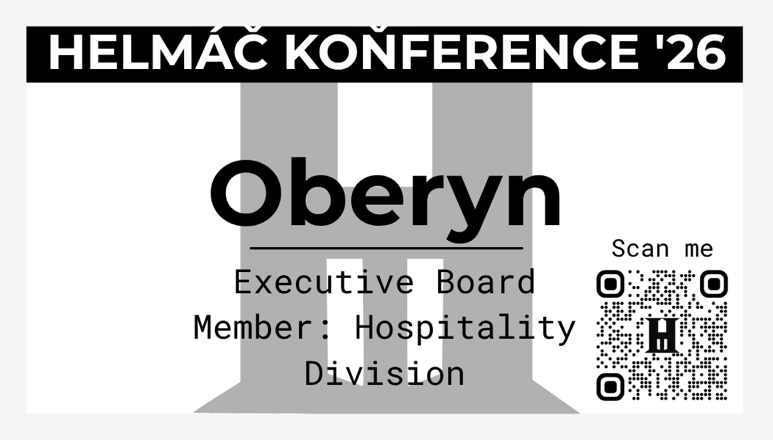 HELMÁČ KOŇFERENCE '26
Oberyn
Executive Board
Member: Hospitality
Division
Scan me
H